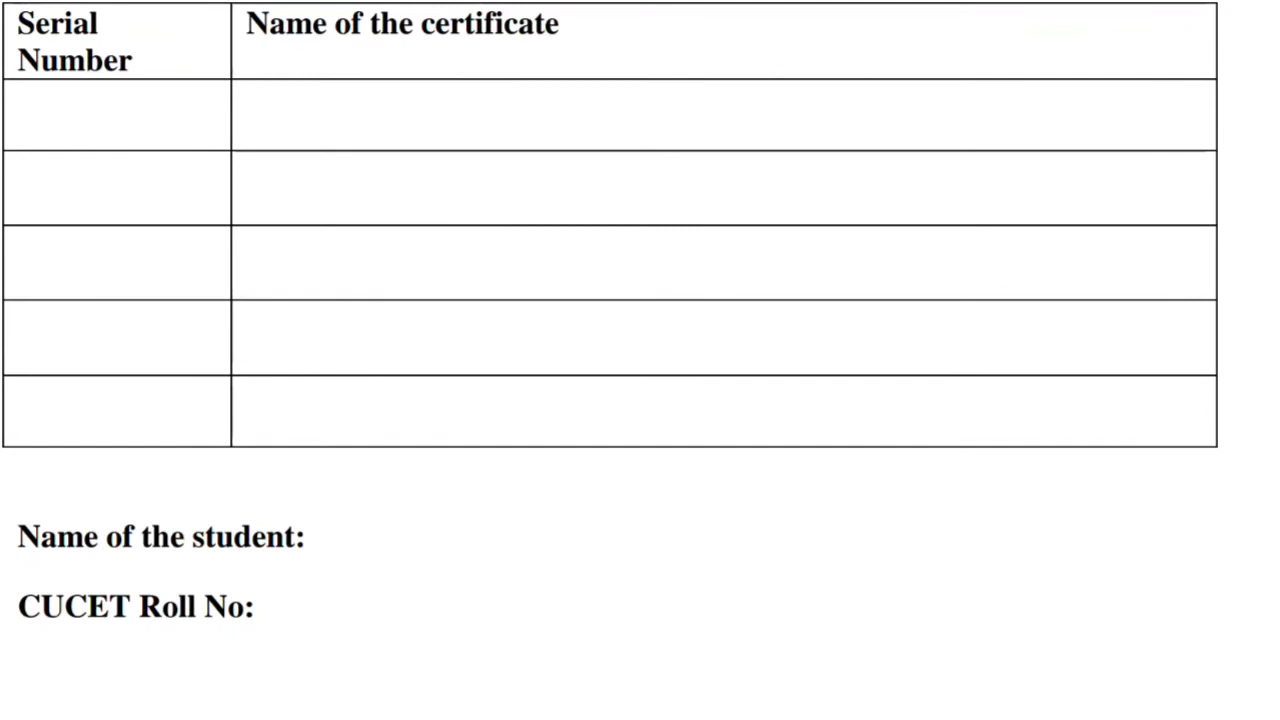 Serial
Number
Name of the certificate
Name of the student:
CUCET Roll No: